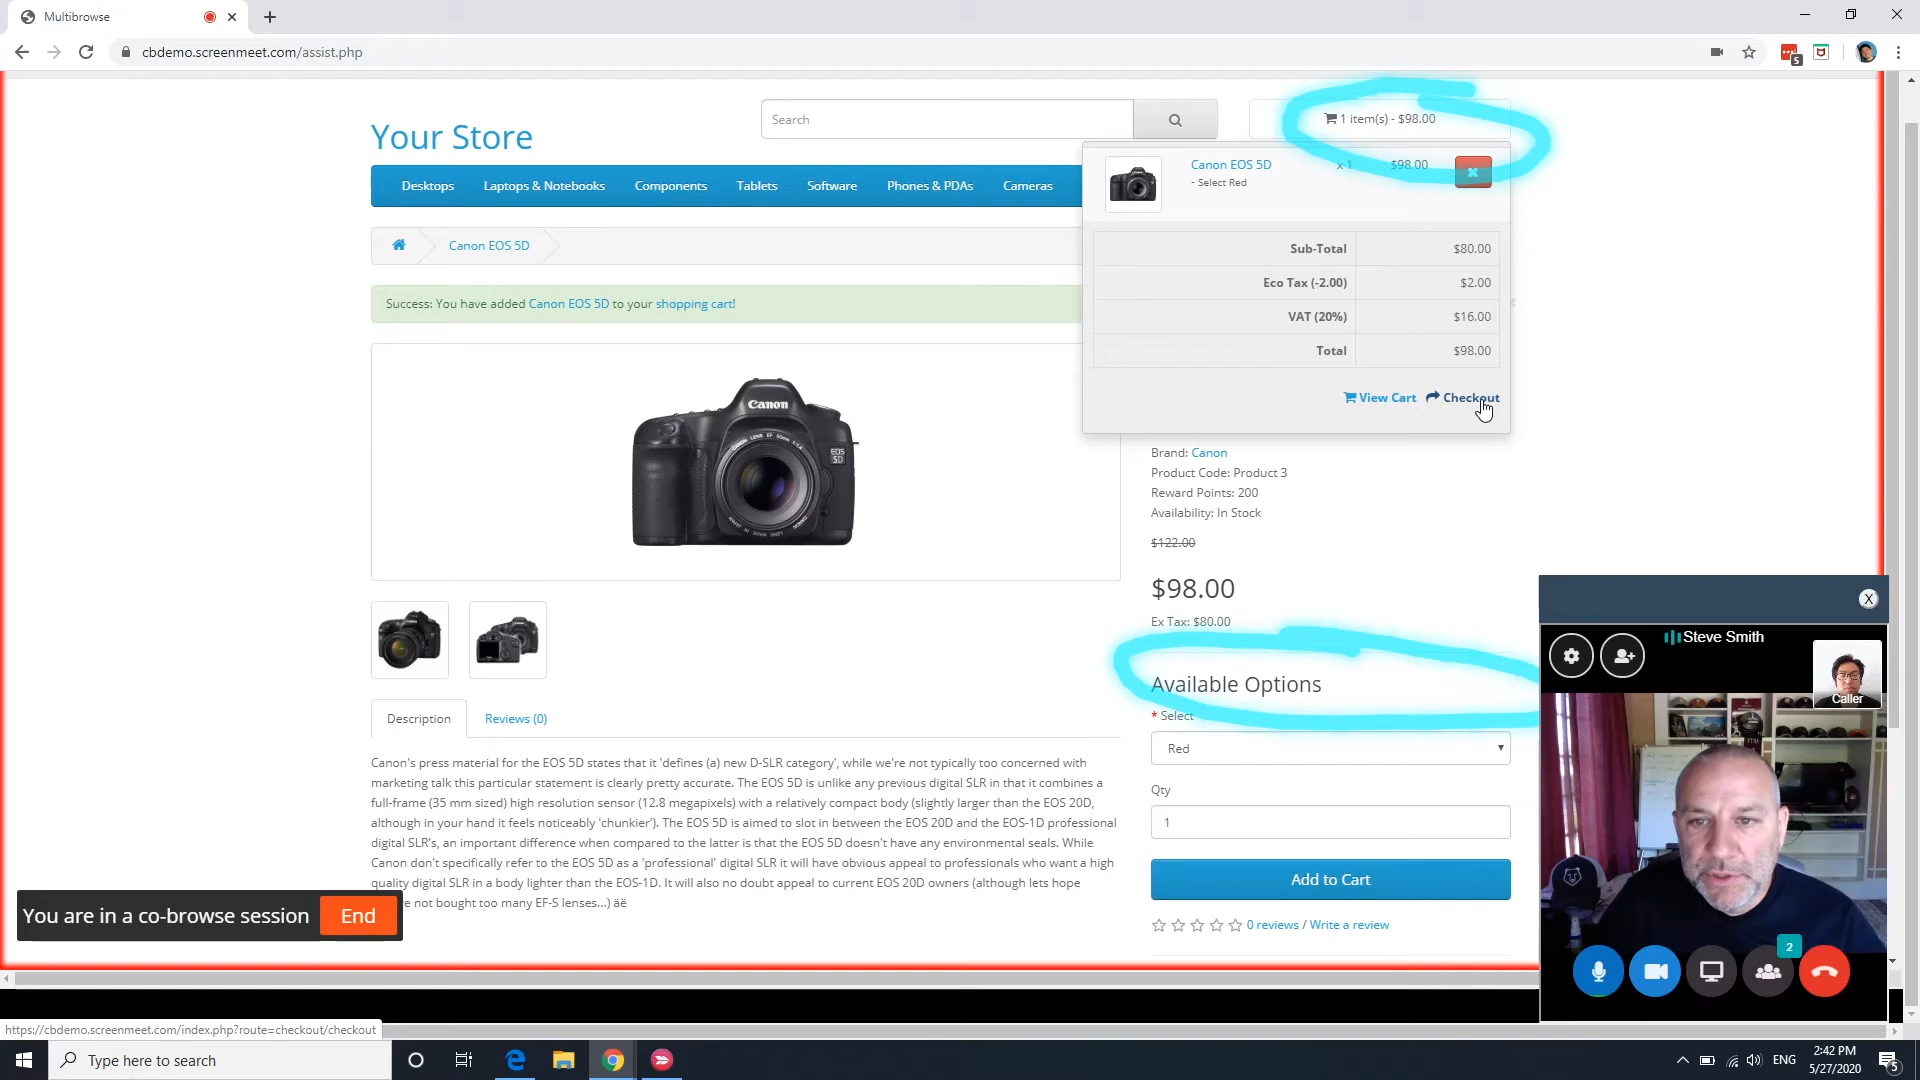 Multibrowse
cbdemo.screenmeet.com/assist.php
5
Your Store
Search
1 item(s) - $98.00
Desktops Laptops & Notebooks Components Tablets Software Phones & PDAs Cameras
Canon EOS 5D x 1 $98.00
- Select Red
Sub-Total $80.00
Eco Tax (-2.00) $2.00
VAT (20%) $16.00
Total $98.00
View Cart Checkout
Canon EOS 5D
Success: You have added Canon EOS 5D to your shopping cart!
Canon
EOS
5D
Brand: Canon
Product Code: Product 3
Reward Points: 200
Availability: In Stock
$122.00
$98.00
Ex Tax: $80.00
Available Options
* Select
Red
Qty
1
Add to Cart
0 reviews / Write a review
Description Reviews (0)
Canon's press material for the EOS 5D states that it 'defines (a) new D-SLR category', while we're not typically too concerned with
marketing talk this particular statement is clearly pretty accurate. The EOS 5D is unlike any previous digital SLR in that it combines a
full-frame (35 mm sized) high resolution sensor (12.8 megapixels) with a relatively compact body (slightly larger than the EOS 20D,
although in your hand it feels noticeably 'chunkier'). The EOS 5D is aimed to slot in between the EOS 20D and the EOS-1D professional
digital SLR's, an important difference when compared to the latter is that the EOS 5D doesn't have any environmental seals. While
Canon don't specifically refer to the EOS 5D as a 'professional' digital SLR it will have obvious appeal to professionals who want a high
quality digital SLR in a body lighter than the EOS-1D. It will also no doubt appeal to current EOS 20D owners (although lets hope
not bought too many EF-S lenses...) äë
You are in a co-browse session End
X
Steve Smith
Caller
2
https://cbdemo.screenmeet.com/index.php?route=checkout/checkout
Type here to search
ENG
2:42 PM
5/27/2020
5